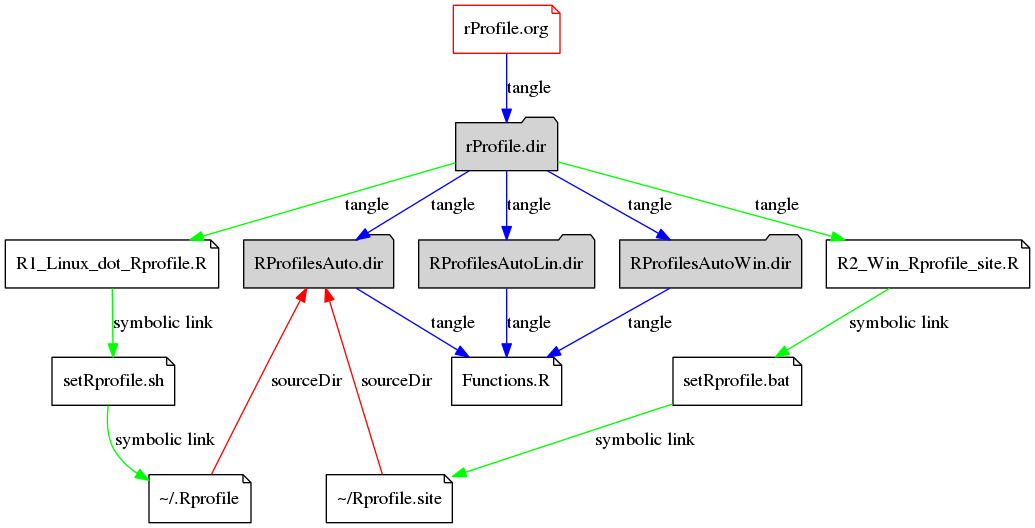 rProfile.org
tangle
rProfile.dir
tangle
tangle
tangle
tangle
tangle
R1_Linux_dot_Rprofile.R
RProfilesAuto.dir
RProfilesAutoLin.dir
RProfilesAutoWin.dir
R2_Win_Rprofile_site.R
symbolic link
tangle
tangle
tangle
symbolic link
setRprofile.sh
sourceDir
sourceDir
Functions.R
setRprofile.bat
symbolic link
symbolic link
~/.Rprofile
~/Rprofile.site